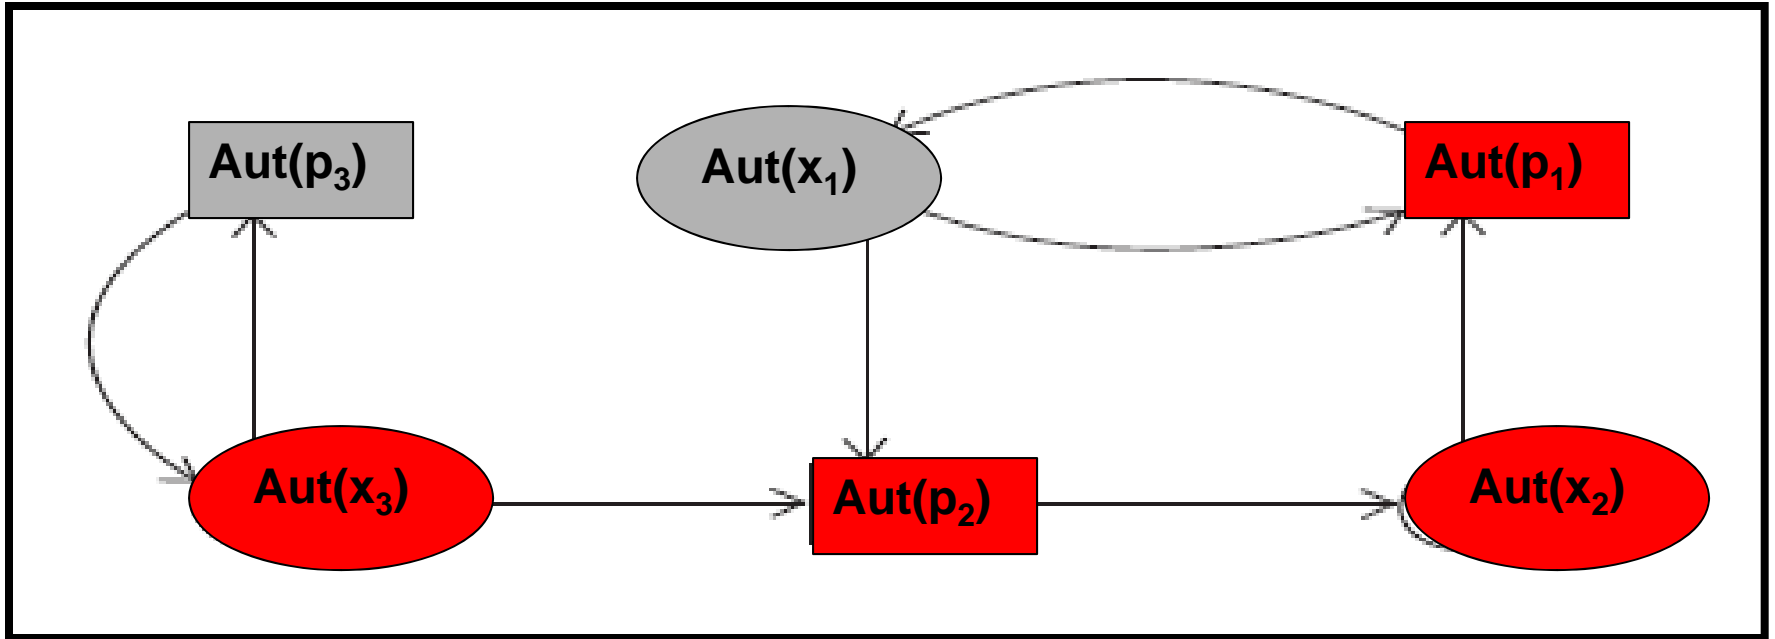 Aut(p₃)
Aut(x₁)
Aut(p₁)
Aut(x₃)
Aut(p₂)
Aut(x₂)